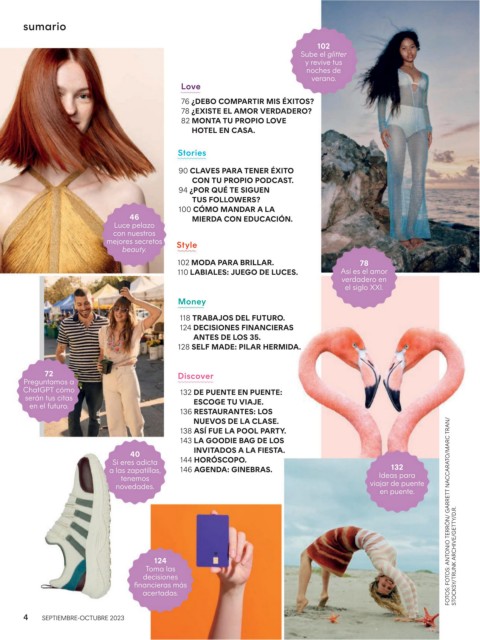 sumario
102
Sube el glitter
y revive tus
noches de
verano.
Love
76 ¿DEBO COMPARTIR MIS ÉXITOS?
78 ¿EXISTE EL AMOR VERDADERO?
82 MONTA TU PROPIO LOVE
HOTEL EN CASA.
Stories
90 CLAVES PARA TENER ÉXITO
CON TU PROPIO PODCAST.
94 ¿POR QUÉ TE SIGUEN
TUS FOLLOWERS?
100 CÓMO MANDAR A LA
MIERDA CON EDUCACIÓN.
46
Luce pelazo
con nuestros
mejores secretos
beauty.
Style
102 MODA PARA BRILLAR.
110 LABIALES: JUEGO DE LUCES.
78
Así es el amor
verdadero en
el siglo XXI.
Money
118 TRABAJOS DEL FUTURO.
124 DECISIONES FINANCIERAS
ANTES DE LOS 35.
128 SELF MADE: PILAR HERMIDA.
72
Preguntamos a
ChatGPT cómo
serán tus citas
en el futuro.
Discover
132 DE PUENTE EN PUENTE:
ESCOGE TU VIAJE.
136 RESTAURANTES: LOS
NUEVOS DE LA CLASE.
138 ASÍ FUE LA POOL PARTY.
143 LA GOODIE BAG DE LOS
INVITADOS A LA FIESTA.
144 HORÓSCOPO.
146 AGENDA: GINEBRAS.
40
Si eres adicta
a las zapatillas,
tenemos
novedades.
132
Ideas para
viajar de puente
en puente.
124
Toma las
decisiones
financieras más
acertadas.
FOTOS: FOTOS: ANTONIO TERRÓN/ GARRETT NACCARATO/MARC TRAN/
STOCKSY/TRUNK ARCHIVE/GETTY/D.R.
4 SEPTIEMBRE-OCTUBRE 2023